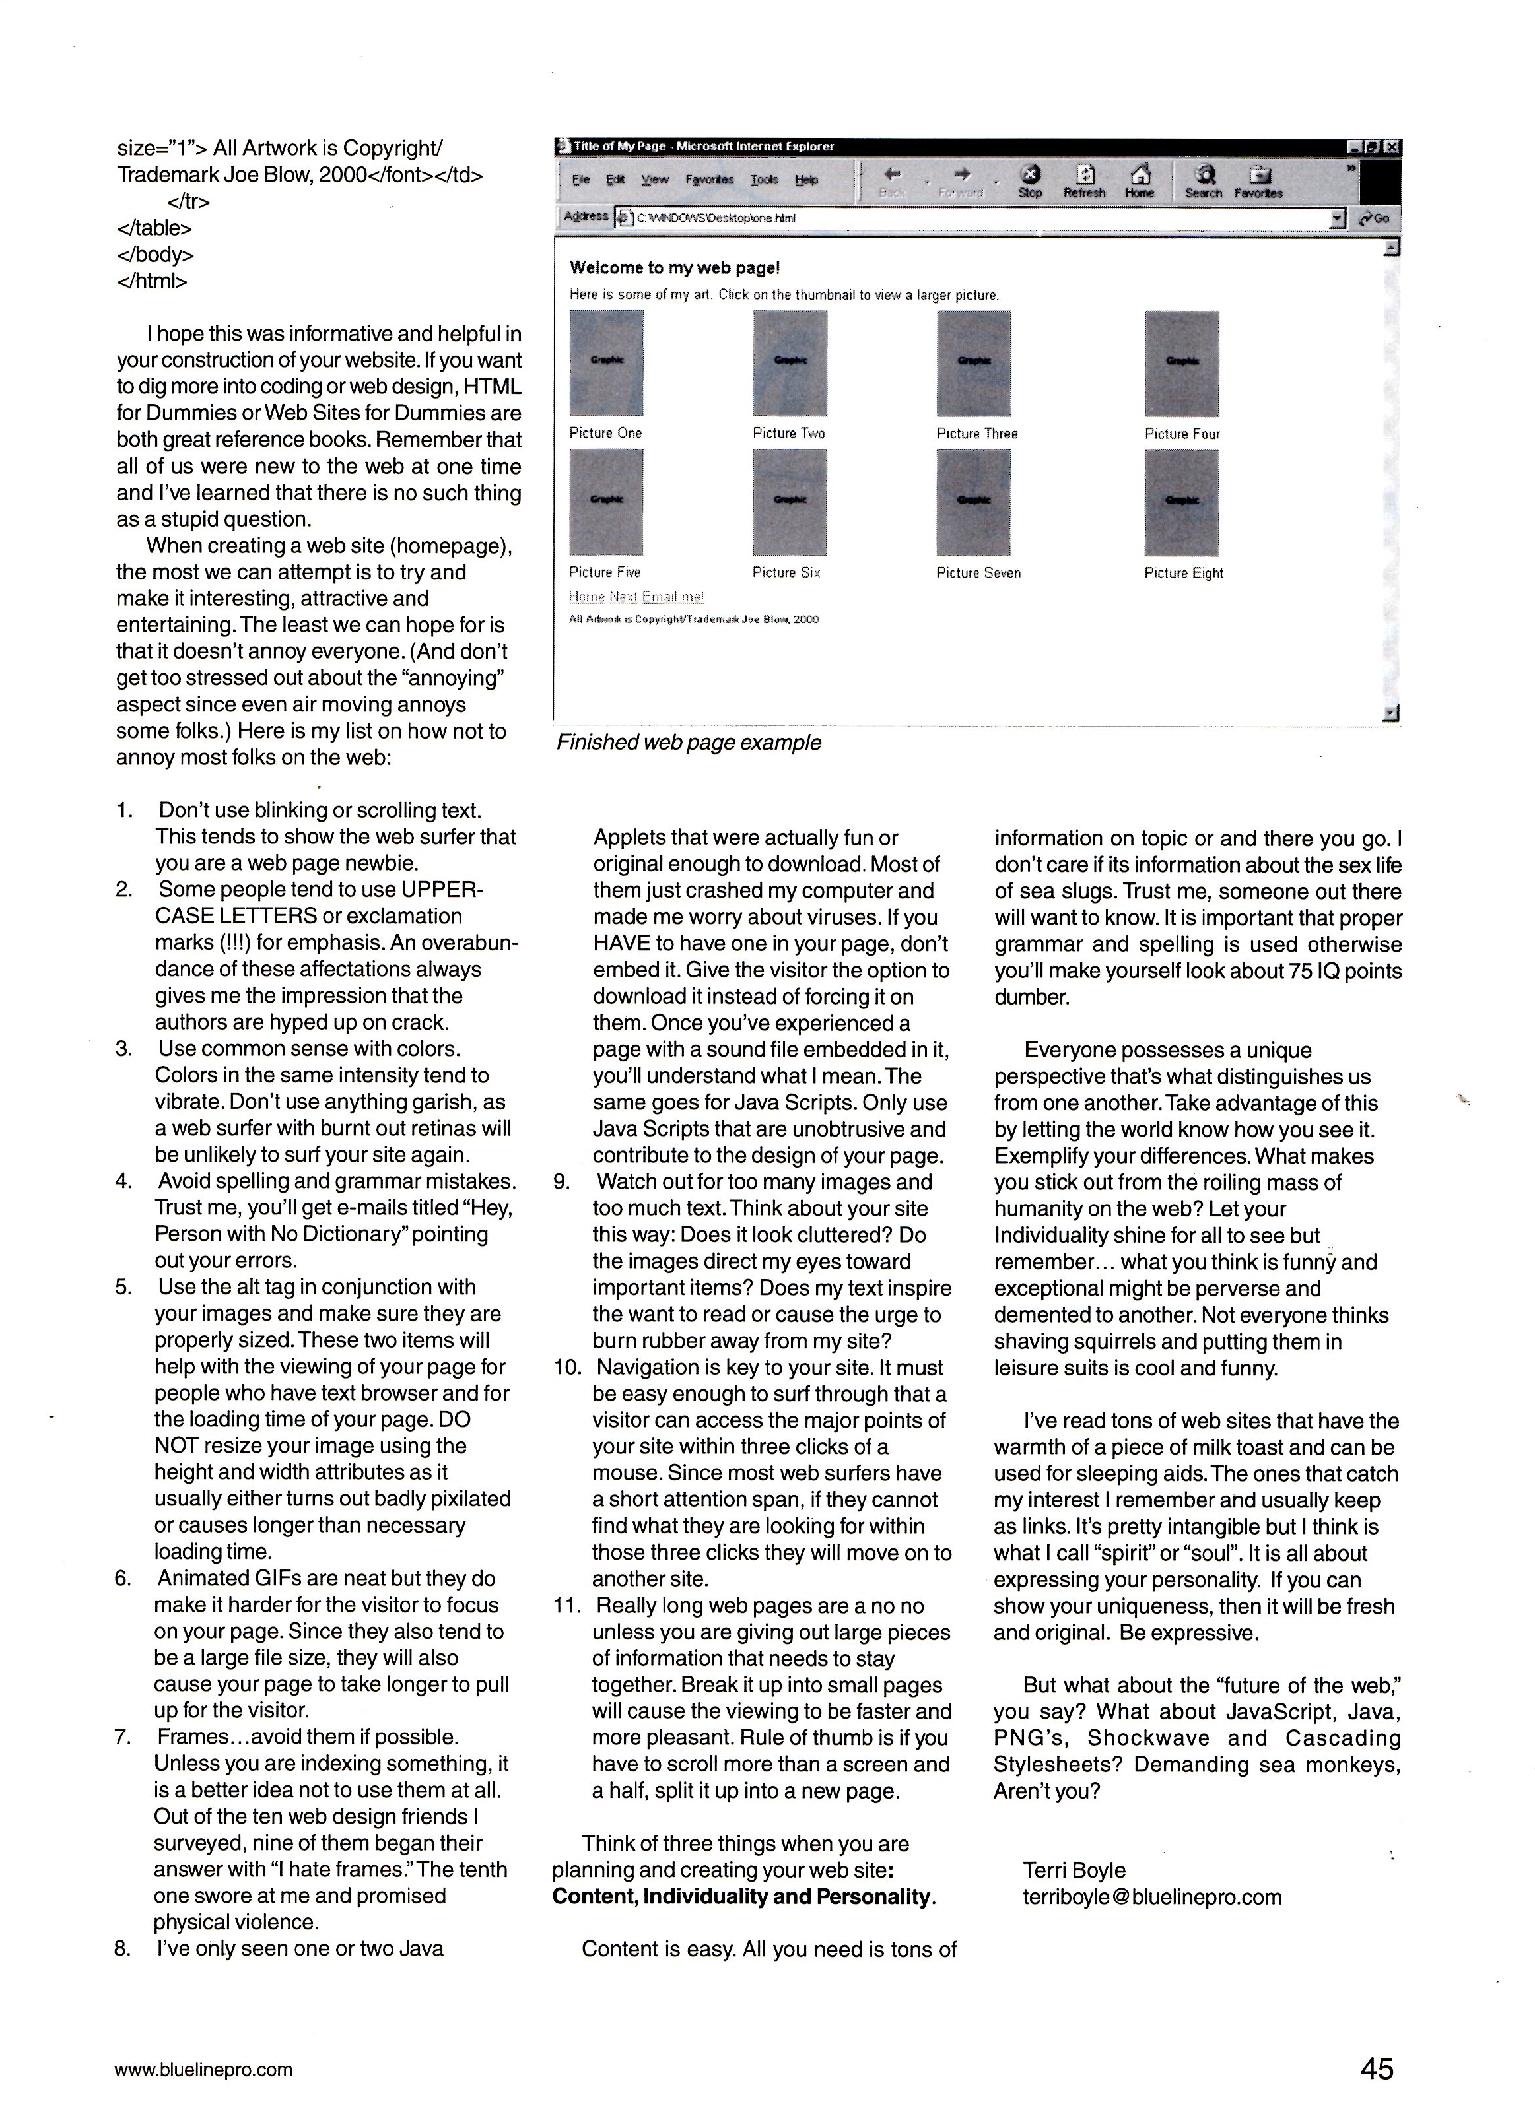 size="1"> All Artwork is Copyright/
Trademark Joe Blow, 2000</font></td>
</tr>
</table>
</body>
</html>
I hope this was informative and helpful in
your construction of your website. If you want
to dig more into coding or web design, HTML
for Dummies or Web Sites for Dummies are
both great reference books. Remember that
all of us were new to the web at one time
and I've learned that there is no such thing
as a stupid question.
When creating a web site (homepage),
the most we can attempt is to try and
make it interesting, attractive and
entertaining. The least we can hope for is
that it doesn't annoy everyone. (And don't
get too stressed out about the "annoying"
aspect since even air moving annoys
some folks.) Here is my list on how not to
annoy most folks on the web:
1. Don't use blinking or scrolling text.
This tends to show the web surfer that
you are a web page newbie.
2. Some people tend to use UPPER-
CASE LETTERS or exclamation
marks (!!!) for emphasis. An overabun-
dance of these affectations always
gives me the impression that the
authors are hyped up on crack.
3. Use common sense with colors.
Colors in the same intensity tend to
vibrate. Don't use anything garish, as
a web surfer with burnt out retinas will
be unlikely to surf your site again.
4. Avoid spelling and grammar mistakes.
Trust me, you'll get e-mails titled "Hey,
Person with No Dictionary" pointing
out your errors.
5. Use the alt tag in conjunction with
your images and make sure they are
properly sized. These two items will
help with the viewing of your page for
people who have text browser and for
the loading time of your page. DO
NOT resize your image using the
height and width attributes as it
usually either turns out badly pixilated
or causes longer than necessary
loading time.
6. Animated GIFs are neat but they do
make it harder for the visitor to focus
on your page. Since they also tend to
be a large file size, they will also
cause your page to take longer to pull
up for the visitor.
7. Frames...avoid them if possible.
Unless you are indexing something, it
is a better idea not to use them at all.
Out of the ten web design friends I
surveyed, nine of them began their
answer with "I hate frames." The tenth
one swore at me and promised
physical violence.
8. I've only seen one or two Java
Title of My Page - Microsoft Internet Explorer
File Edit View Favorites Tools Help
Back Forward Stop Refresh Home Search Favorites
Address C:\WINDOWS\Desktop\one.html Go
Welcome to my web page!
Here is some of my art. Click on the thumbnail to view a larger picture.
Graphic Graphic Graphic Graphic
Picture One Picture Two Picture Three Picture Four
Graphic Graphic Graphic Graphic
Picture Five Picture Six Picture Seven Picture Eight
Home Next Email me!
All Artwork is Copyright/Trademark Joe Blow, 2000
Finished web page example
Applets that were actually fun or
original enough to download. Most of
them just crashed my computer and
made me worry about viruses. If you
HAVE to have one in your page, don't
embed it. Give the visitor the option to
download it instead of forcing it on
them. Once you've experienced a
page with a sound file embedded in it,
you'll understand what I mean. The
same goes for Java Scripts. Only use
Java Scripts that are unobtrusive and
contribute to the design of your page.
9. Watch out for too many images and
too much text. Think about your site
this way: Does it look cluttered? Do
the images direct my eyes toward
important items? Does my text inspire
the want to read or cause the urge to
burn rubber away from my site?
10. Navigation is key to your site. It must
be easy enough to surf through that a
visitor can access the major points of
your site within three clicks of a
mouse. Since most web surfers have
a short attention span, if they cannot
find what they are looking for within
those three clicks they will move on to
another site.
11. Really long web pages are a no no
unless you are giving out large pieces
of information that needs to stay
together. Break it up into small pages
will cause the viewing to be faster and
more pleasant. Rule of thumb is if you
have to scroll more than a screen and
a half, split it up into a new page.
Think of three things when you are
planning and creating your web site:
Content, Individuality and Personality.
Content is easy. All you need is tons of
information on topic or and there you go. I
don't care if its information about the sex life
of sea slugs. Trust me, someone out there
will want to know. It is important that proper
grammar and spelling is used otherwise
you'll make yourself look about 75 IQ points
dumber.
Everyone possesses a unique
perspective that's what distinguishes us
from one another. Take advantage of this
by letting the world know how you see it.
Exemplify your differences. What makes
you stick out from the roiling mass of
humanity on the web? Let your
Individuality shine for all to see but
remember... what you think is funny and
exceptional might be perverse and
demented to another. Not everyone thinks
shaving squirrels and putting them in
leisure suits is cool and funny.
I've read tons of web sites that have the
warmth of a piece of milk toast and can be
used for sleeping aids. The ones that catch
my interest I remember and usually keep
as links. It's pretty intangible but I think is
what I call "spirit" or "soul". It is all about
expressing your personality. If you can
show your uniqueness, then it will be fresh
and original. Be expressive.
But what about the "future of the web,"
you say? What about JavaScript, Java,
PNG's, Shockwave and Cascading
Stylesheets? Demanding sea monkeys,
Aren't you?
Terri Boyle
terriboyle@bluelinepro.com
www.bluelinepro.com
45